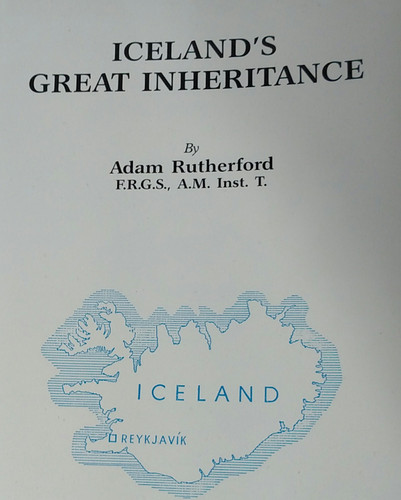 ICELAND'S
GREAT INHERITANCE
By
Adam Rutherford
F.R.G.S., A.M. Inst. T.
ICELAND
REYKJAVÍK